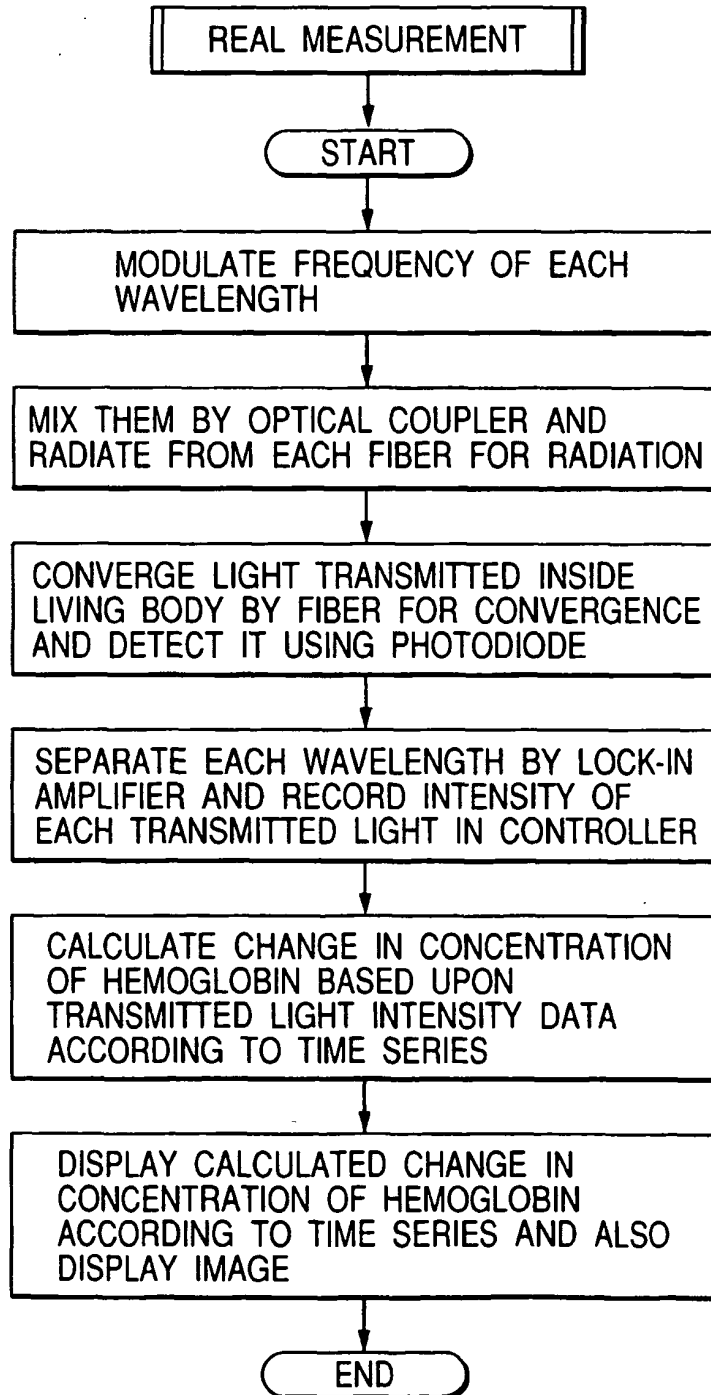 REAL MEASUREMENT
START
MODULATE FREQUENCY OF EACH
WAVELENGTH
MIX THEM BY OPTICAL COUPLER AND
RADIATE FROM EACH FIBER FOR RADIATION
CONVERGE LIGHT TRANSMITTED INSIDE
LIVING BODY BY FIBER FOR CONVERGENCE
AND DETECT IT USING PHOTODIODE
SEPARATE EACH WAVELENGTH BY LOCK-IN
AMPLIFIER AND RECORD INTENSITY OF
EACH TRANSMITTED LIGHT IN CONTROLLER
CALCULATE CHANGE IN CONCENTRATION
OF HEMOGLOBIN BASED UPON
TRANSMITTED LIGHT INTENSITY DATA
ACCORDING TO TIME SERIES
DISPLAY CALCULATED CHANGE IN
CONCENTRATION OF HEMOGLOBIN
ACCORDING TO TIME SERIES AND ALSO
DISPLAY IMAGE
END